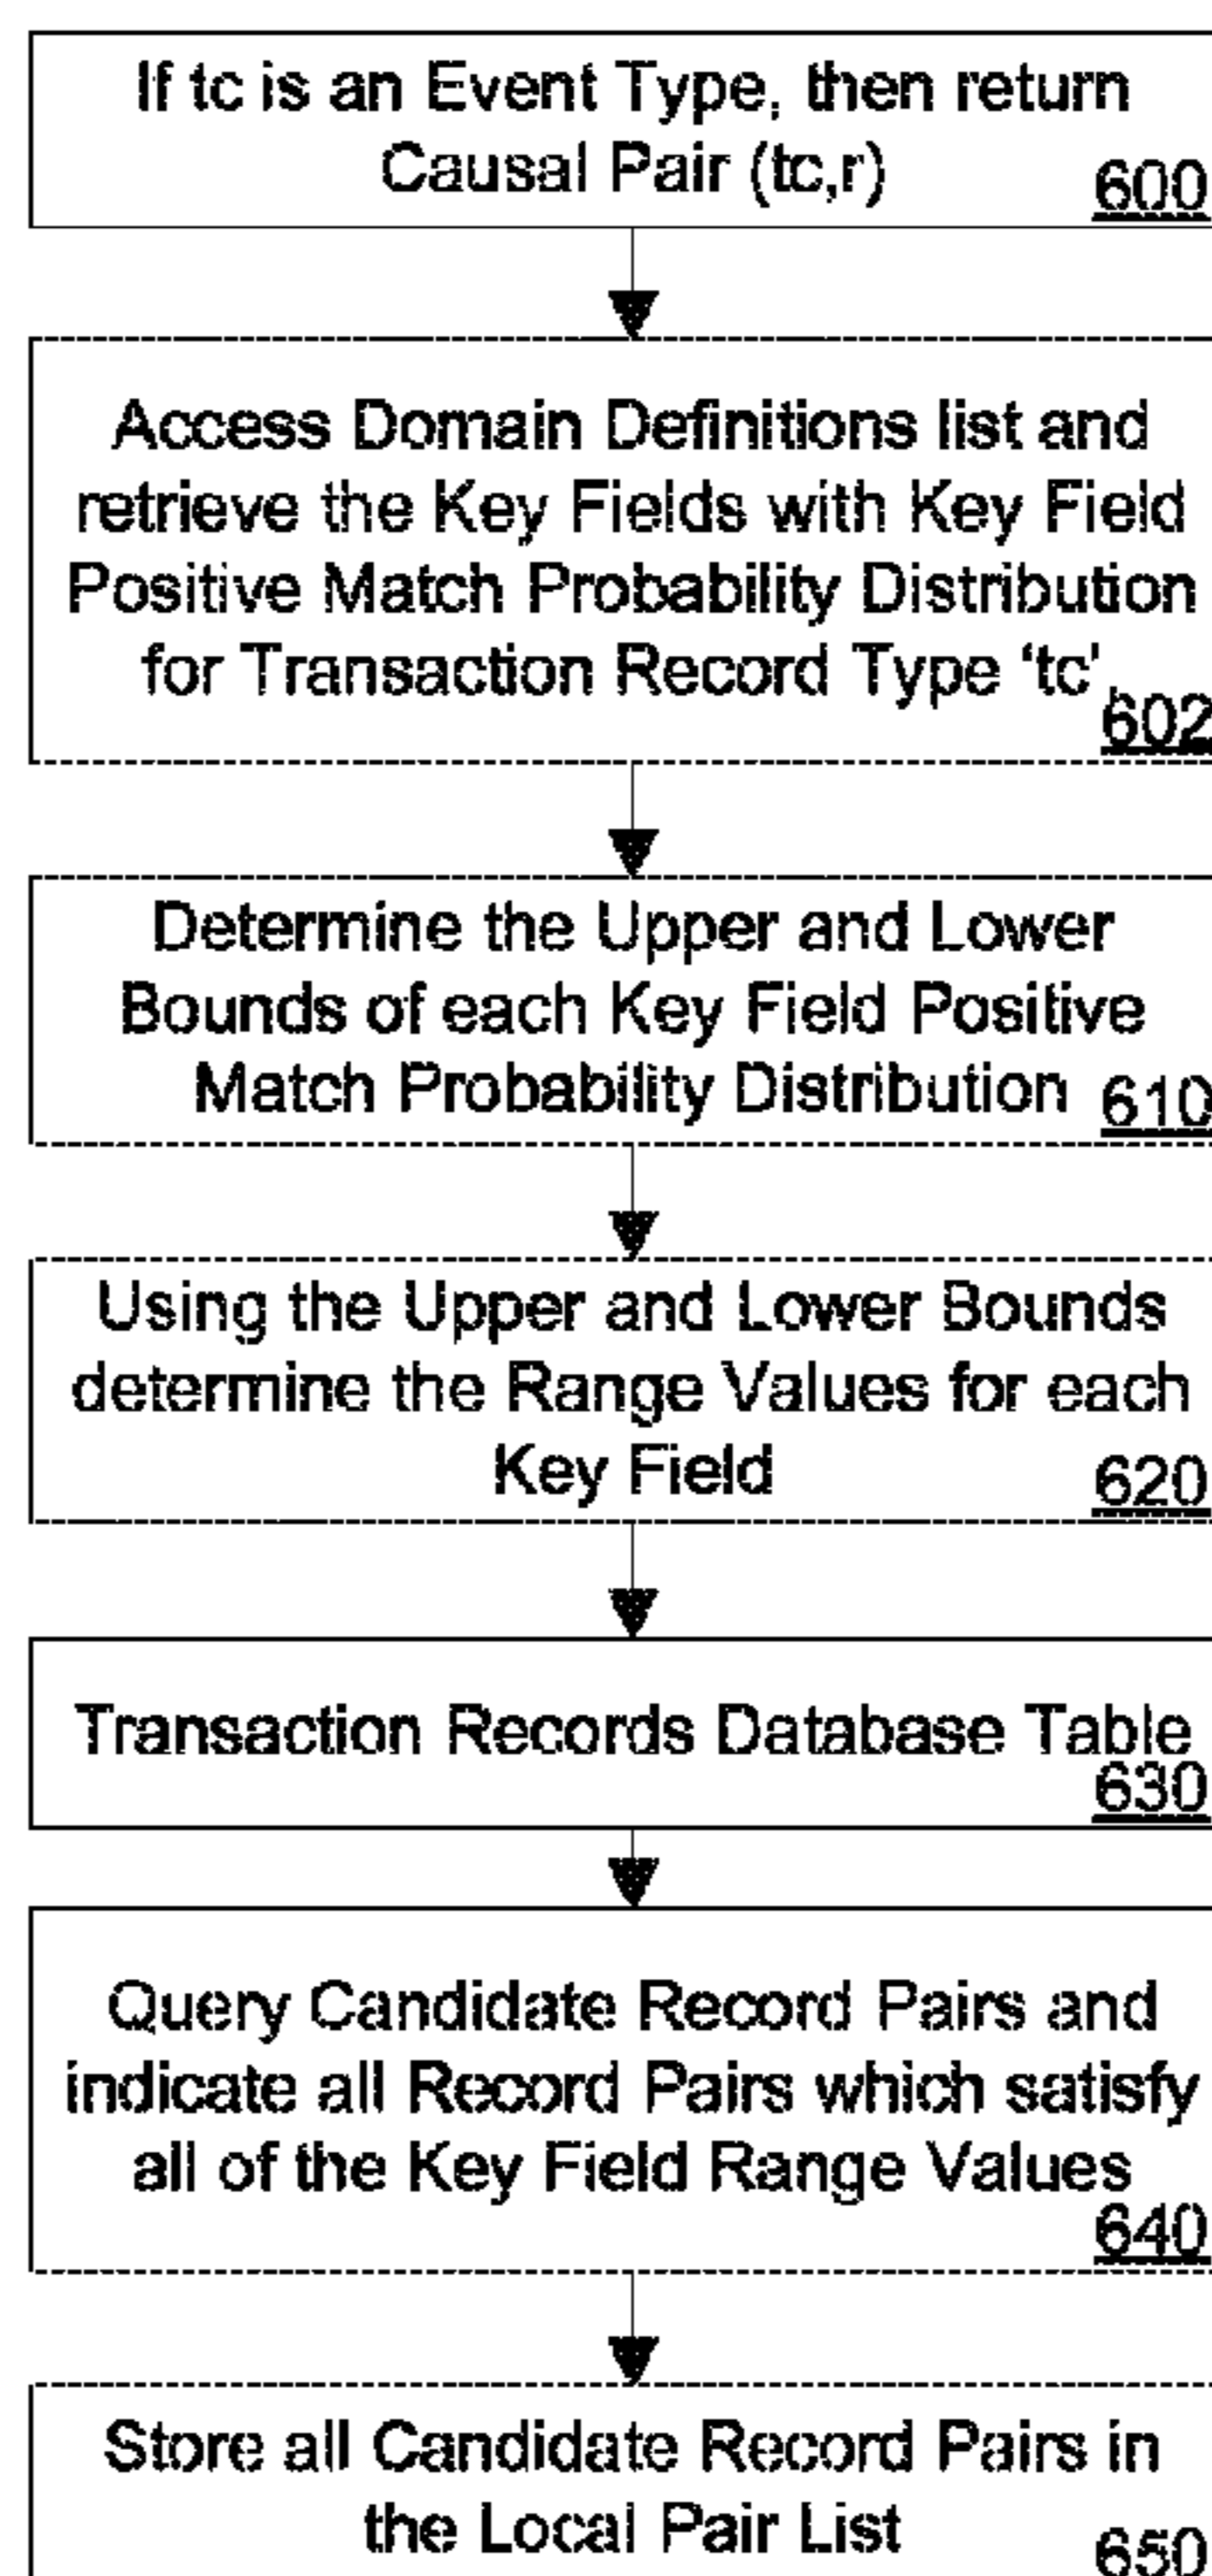 If tc is an Event Type, then return
Causal Pair (tc,r)
600
Access Domain Definitions list and
retrieve the Key Fields with Key Field
Positive Match Probability Distribution
for Transaction Record Type ‘tc’
602
Determine the Upper and Lower
Bounds of each Key Field Positive
Match Probability Distribution 610
Using the Upper and Lower Bounds
determine the Range Values for each
Key Field 620
Transaction Records Database Table
630
Query Candidate Record Pairs and
indicate all Record Pairs which satisfy
all of the Key Field Range Values
640
Store all Candidate Record Pairs in
the Local Pair List 650